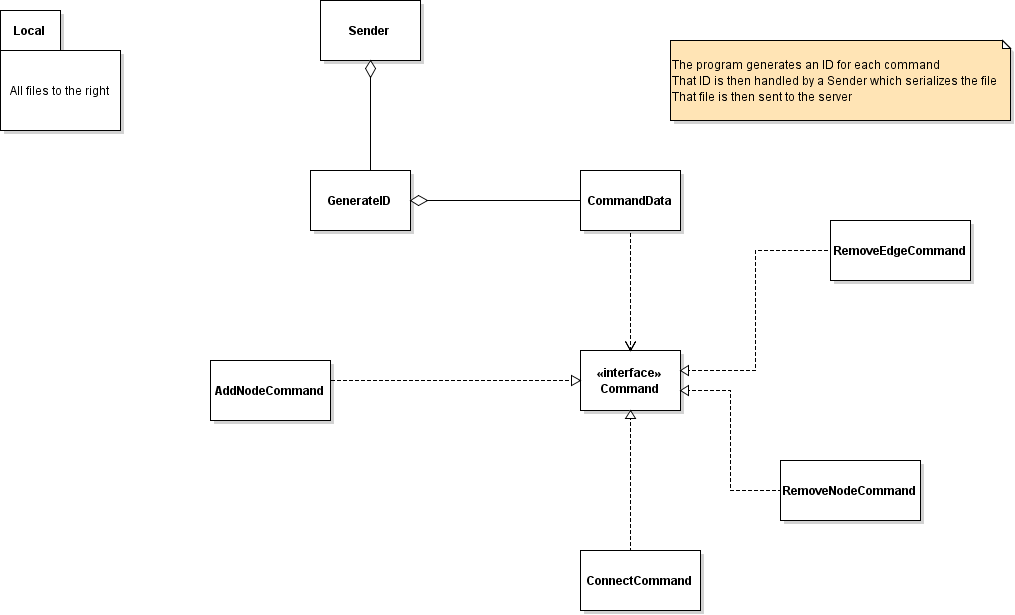 Local
All files to the right
Sender
The program generates an ID for each command
That ID is then handled by a Sender which serializes the file
That file is then sent to the server
GenerateID
CommandData
RemoveEdgeCommand
AddNodeCommand
«interface»
Command
RemoveNodeCommand
ConnectCommand